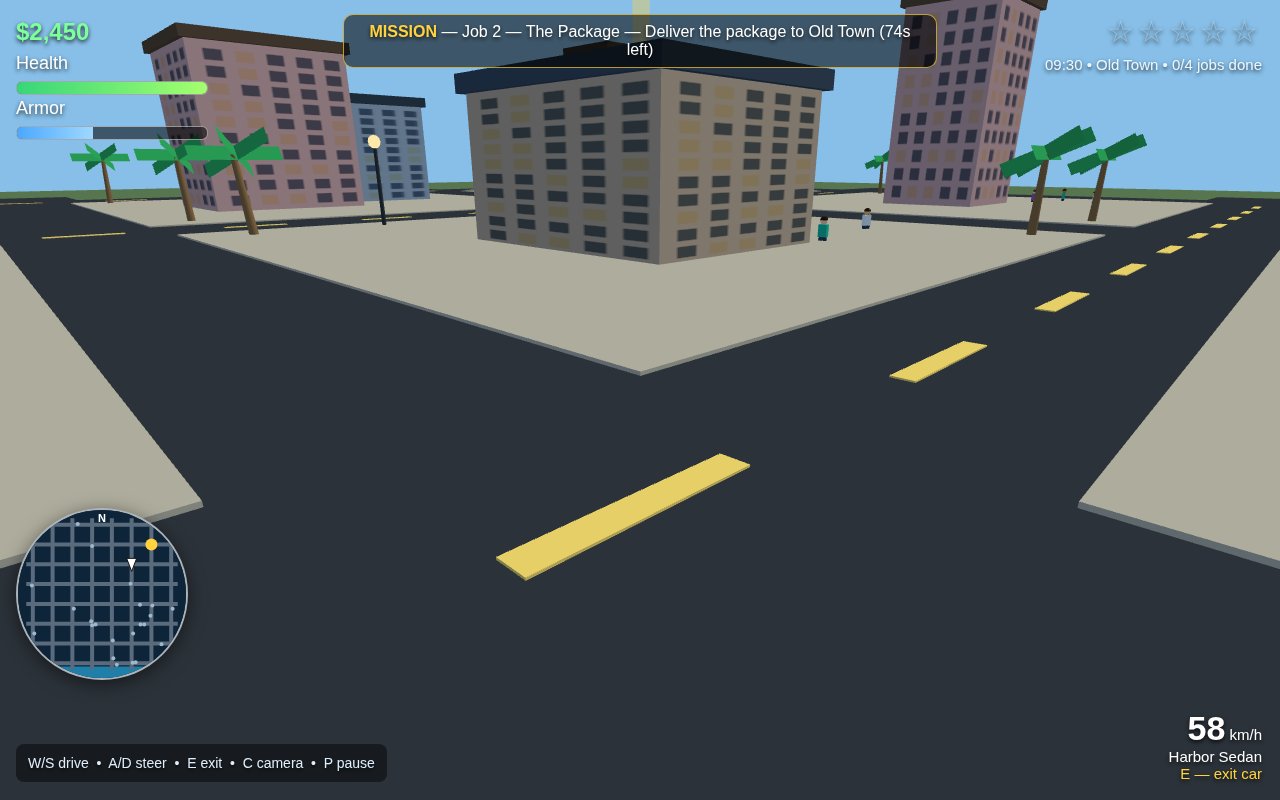 $2,450
Health
Armor
MISSION — Job 2 — The Package — Deliver the package to Old Town (74s
left)
09:30 • Old Town • 0/4 jobs done
N
W/S drive • A/D steer • E exit • C camera • P pause
58 km/h
Harbor Sedan
E — exit car